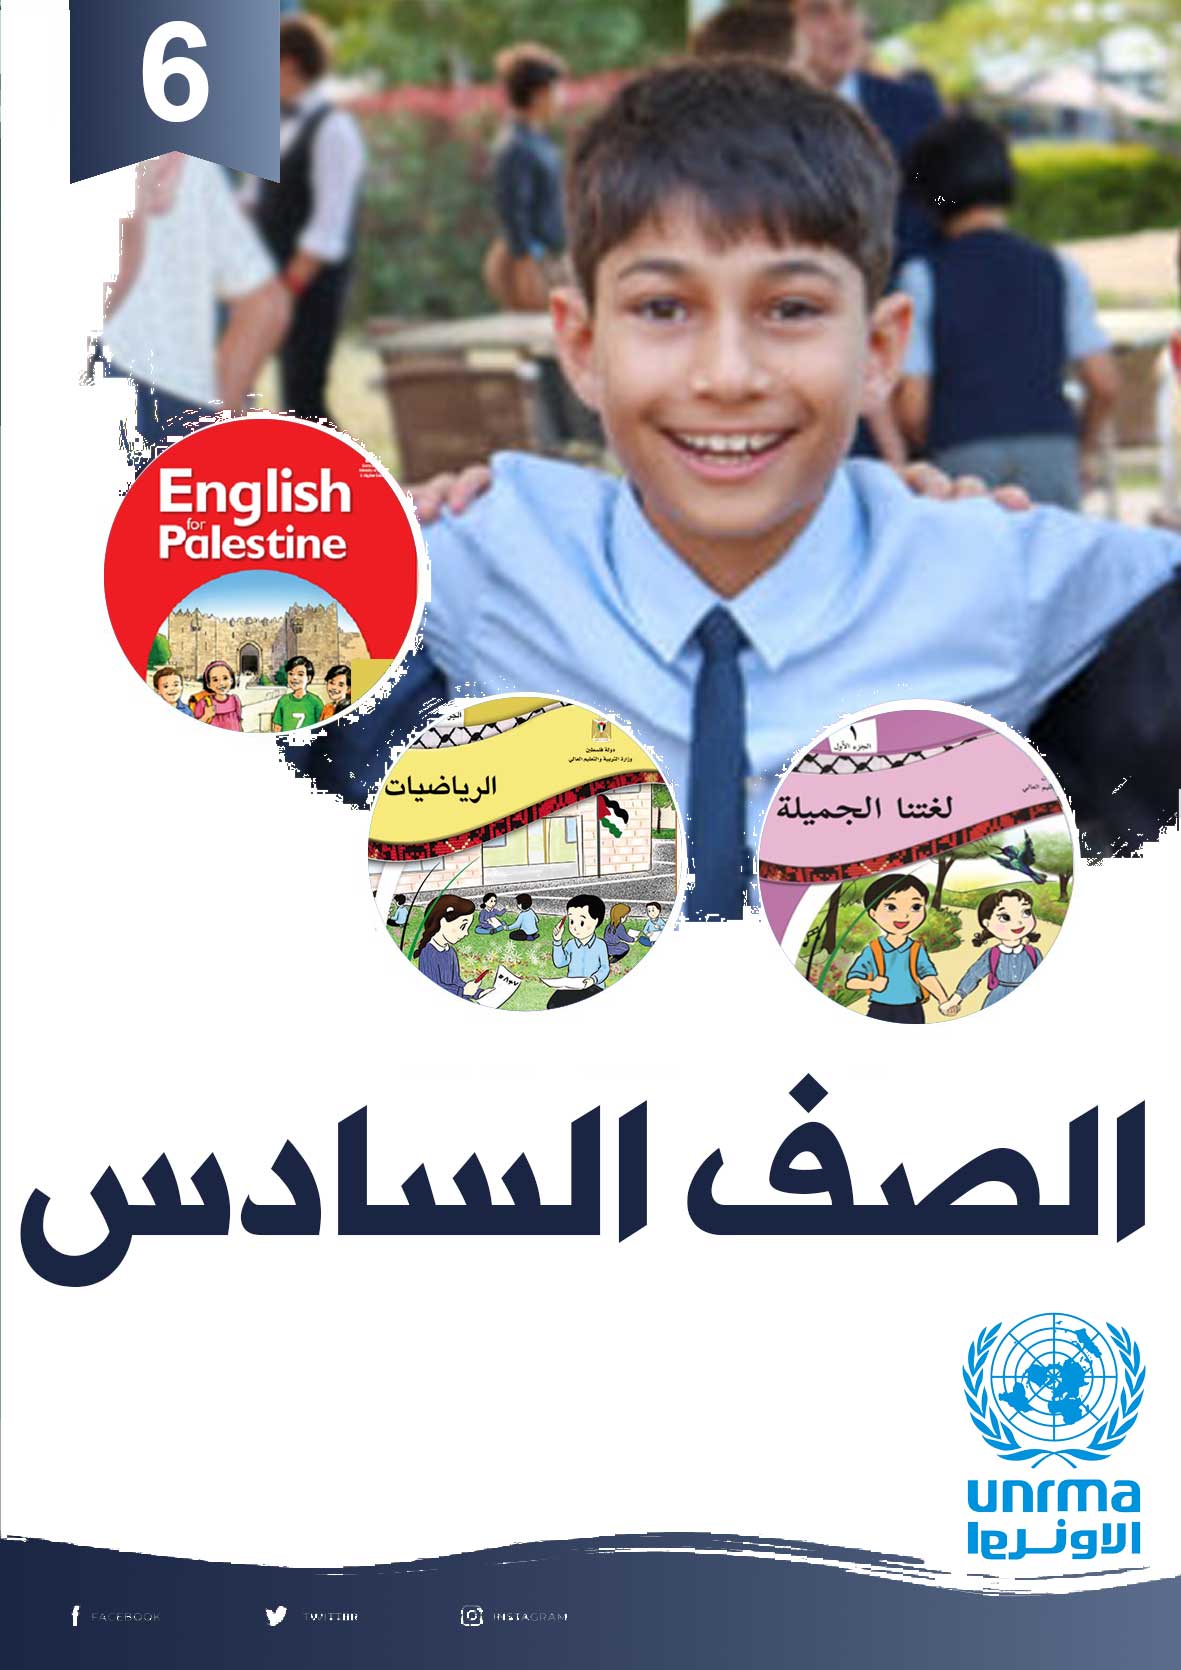 6
English
for
Palestine
7
الجز
دولة فلسطين
وزارة التربية والتعليم العالي
الرياضيات
١
الجزء الأول
لغتنا الجميلة
الصف السادس
unrwa
الاونروا
FACEBOOK
TWITTER
INSTAGRAM